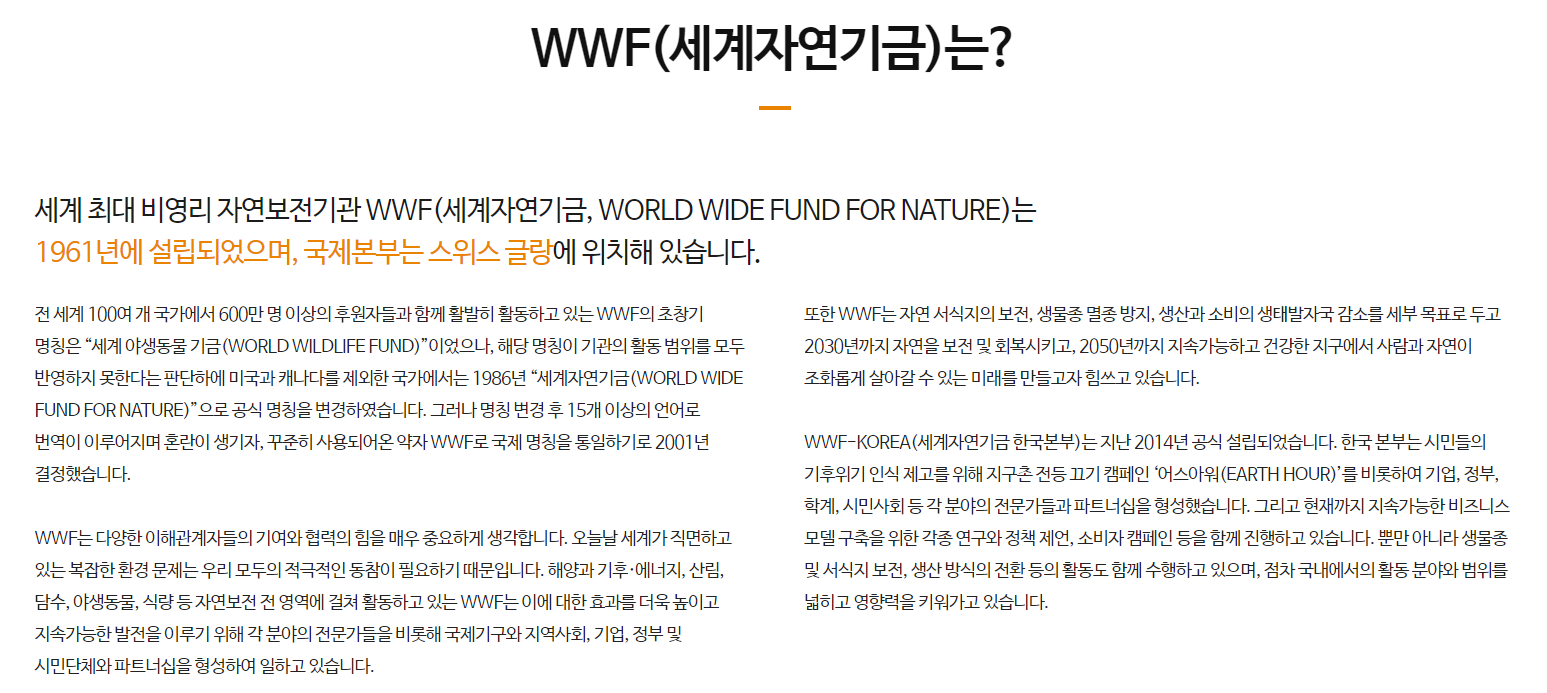 WWF(세계자연기금)는?
세계 최대 비영리 자연보전기관 WWF(세계자연기금, WORLD WIDE FUND FOR NATURE)는
1961년에 설립되었으며, 국제본부는 스위스 글랑에 위치해 있습니다.
전 세계 100여 개 국가에서 600만 명 이상의 후원자들과 함께 활발히 활동하고 있는 WWF의 초창기
명칭은 “세계 야생동물 기금(WORLD WILDLIFE FUND)”이었으나, 해당 명칭이 기관의 활동 범위를 모두
반영하지 못한다는 판단하에 미국과 캐나다를 제외한 국가에서는 1986년 “세계자연기금(WORLD WIDE
FUND FOR NATURE)”으로 공식 명칭을 변경하였습니다. 그러나 명칭 변경 후 15개 이상의 언어로
번역이 이루어지며 혼란이 생기자, 꾸준히 사용되어온 약자 WWF로 국제 명칭을 통일하기로 2001년
결정했습니다.
WWF는 다양한 이해관계자들의 기여와 협력의 힘을 매우 중요하게 생각합니다. 오늘날 세계가 직면하고
있는 복잡한 환경 문제는 우리 모두의 적극적인 동참이 필요하기 때문입니다. 해양과 기후·에너지, 산림,
담수, 야생동물, 식량 등 자연보전 전 영역에 걸쳐 활동하고 있는 WWF는 이에 대한 효과를 더욱 높이고
지속가능한 발전을 이루기 위해 각 분야의 전문가들을 비롯해 국제기구와 지역사회, 기업, 정부 및
시민단체와 파트너십을 형성하여 일하고 있습니다.
또한 WWF는 자연 서식지의 보전, 생물종 멸종 방지, 생산과 소비의 생태발자국 감소를 세부 목표로 두고
2030년까지 자연을 보전 및 회복시키고, 2050년까지 지속가능하고 건강한 지구에서 사람과 자연이
조화롭게 살아갈 수 있는 미래를 만들고자 힘쓰고 있습니다.
WWF-KOREA(세계자연기금 한국본부)는 지난 2014년 공식 설립되었습니다. 한국 본부는 시민들의
기후위기 인식 제고를 위해 지구촌 전등 끄기 캠페인 ‘어스아워(EARTH HOUR)’를 비롯하여 기업, 정부,
학계, 시민사회 등 각 분야의 전문가들과 파트너십을 형성했습니다. 그리고 현재까지 지속가능한 비즈니스
모델 구축을 위한 각종 연구와 정책 제언, 소비자 캠페인 등을 함께 진행하고 있습니다. 뿐만 아니라 생물종
및 서식지 보전, 생산 방식의 전환 등의 활동도 함께 수행하고 있으며, 점차 국내에서의 활동 분야와 범위를
넓히고 영향력을 키워가고 있습니다.